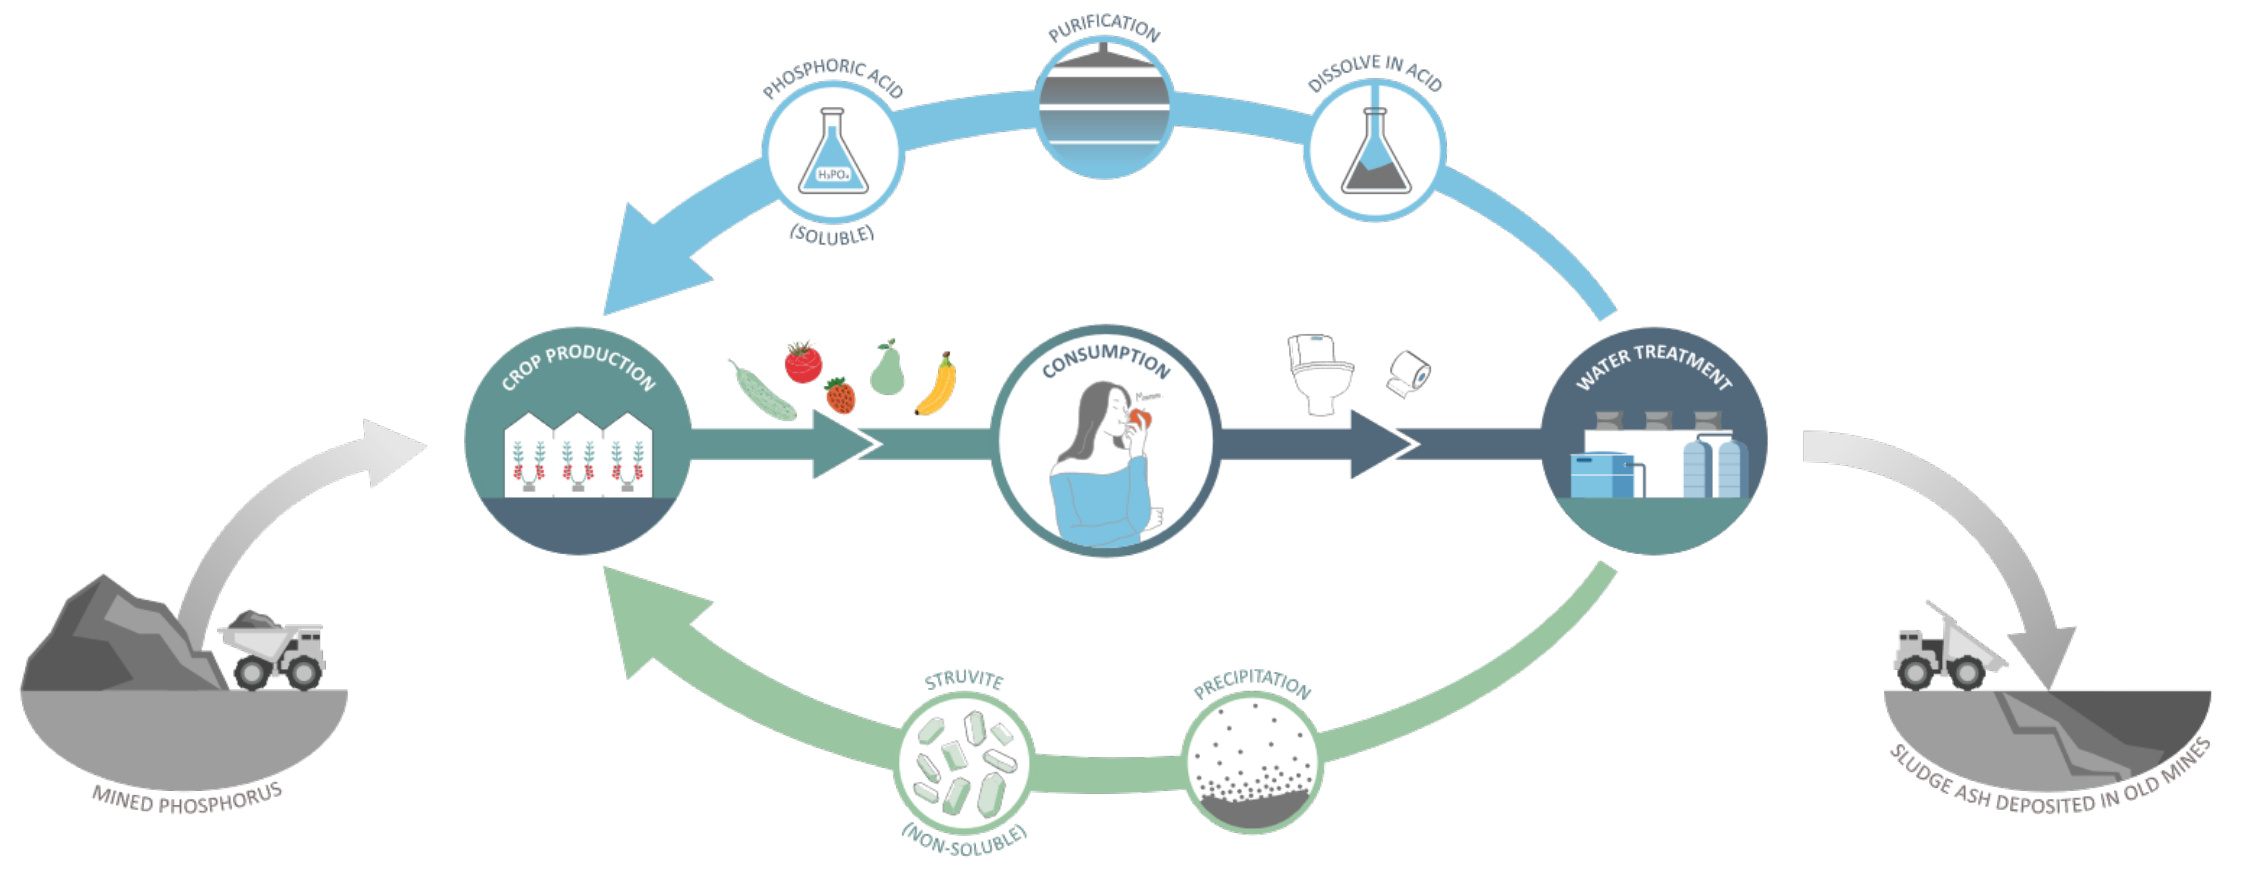 PURIFICATION
PHOSPHORIC ACID
DISSOLVE IN ACID
H₃PO₄
(SOLUBLE)
CROP PRODUCTION
CONSUMPTION
Mmmm
WATER TREATMENT
STRUVITE
PRECIPITATION
(NON-SOLUBLE)
MINED PHOSPHORUS
SLUDGE ASH DEPOSITED IN OLD MINES